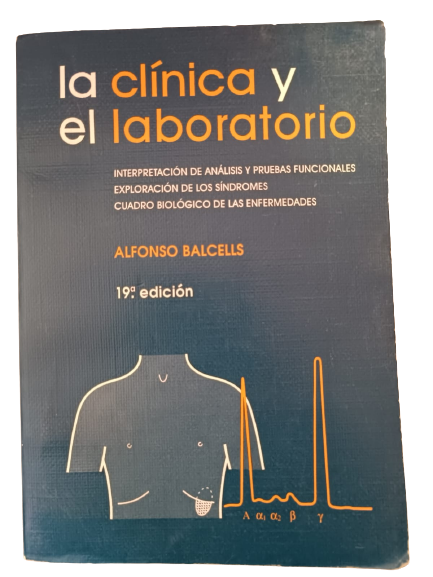 la clínica y
el laboratorio
INTERPRETACIÓN DE ANÁLISIS Y PRUEBAS FUNCIONALES
EXPLORACIÓN DE LOS SÍNDROMES
CUADRO BIOLÓGICO DE LAS ENFERMEDADES
ALFONSO BALCELLS
19.ª edición
A α₁ α₂ β γ